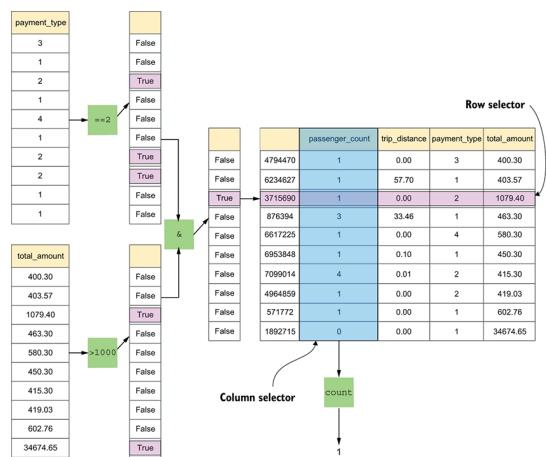 payment_type
3
1
2
1
4
1
2
2
1
1
==2
False
False
True
False
False
False
True
True
False
False
total_amount
400.30
403.57
1079.40
463.30
580.30
450.30
415.30
419.03
602.76
34674.65
>1000
False
False
True
False
False
False
False
False
False
True
&
False
False
True
False
False
False
False
False
False
False
Row selector
passenger_count trip_distance payment_type total_amount
4794470 1 0.00 3 400.30
6234627 1 57.70 1 403.57
3715690 1 0.00 2 1079.40
876394 3 33.46 1 463.30
6617225 1 0.00 4 580.30
6953848 1 0.10 1 450.30
7099014 4 0.01 2 415.30
4964859 1 0.00 2 419.03
571772 1 0.00 1 602.76
1892715 0 0.00 1 34674.65
Column selector
count
1